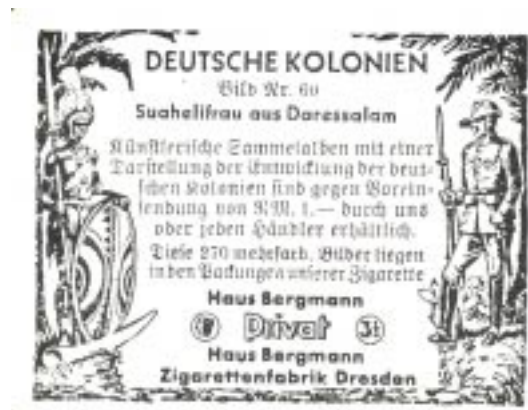 DEUTSCHE KOLONIEN
Bild Nr. 60
Suahelifrau aus Daressalam
Künstlerische Sammelalben mit einer
Darstellung der Entwicklung der deut-
schen Kolonien sind gegen Vorein-
sendung von RM. 1.— durch uns
oder jeden Händler erhältlich.
Diese 270 mehrfarb. Bilder liegen
in den Packungen unserer Zigarette
Haus Bergmann
Privat 3⅓
Haus Bergmann
Zigarettenfabrik Dresden